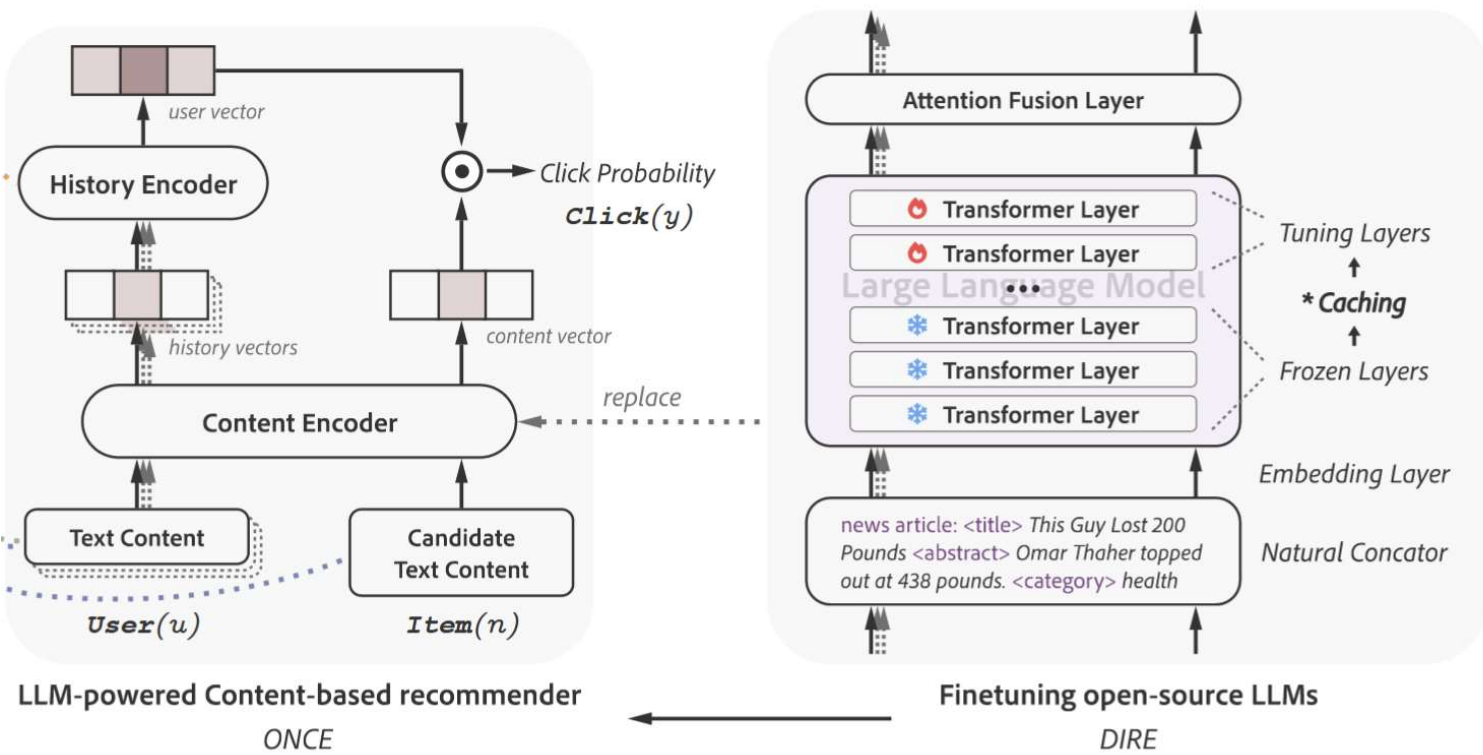 user vector
History Encoder
Click Probability
Click(y)
history vectors
content vector
Content Encoder
Text Content
Candidate
Text Content
User(u)
Item(n)
LLM-powered Content-based recommender
ONCE
replace
Attention Fusion Layer
Transformer Layer
Transformer Layer
Large Language Model
...
Transformer Layer
Transformer Layer
Transformer Layer
Tuning Layers
* Caching
Frozen Layers
Embedding Layer
news article: <title> This Guy Lost 200
Pounds <abstract> Omar Thaher topped
out at 438 pounds. <category> health
Natural Concator
Finetuning open-source LLMs
DIRE